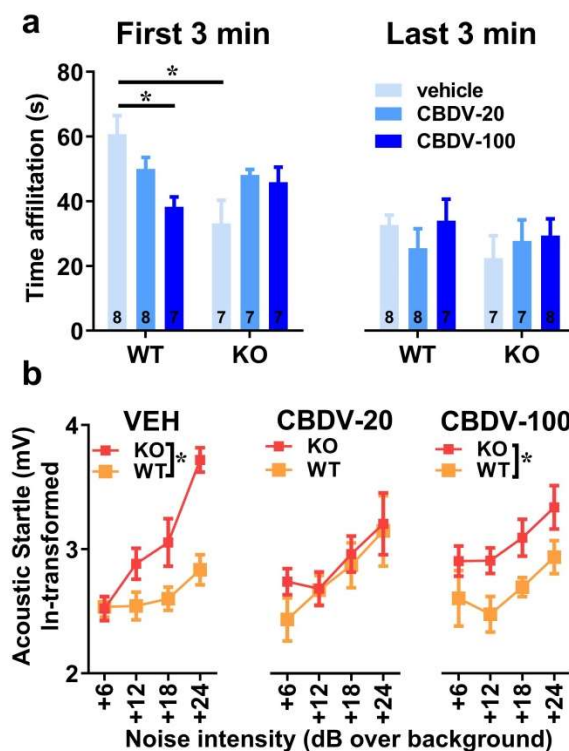 a
First 3 min
Last 3 min
Time affilitation (s)
80
60
40
20
0
*
*
vehicle
CBDV-20
CBDV-100
8 8 7 7 7 7
8 8 7 7 7 8
WT KO
WT KO
b
VEH
CBDV-20
CBDV-100
Acoustic Startle (mV)
ln-transformed
4
3
2
KO
WT
*
KO
WT
KO
WT
*
+6 +12 +18 +24
+6 +12 +18 +24
+6 +12 +18 +24
Noise intensity (dB over background)